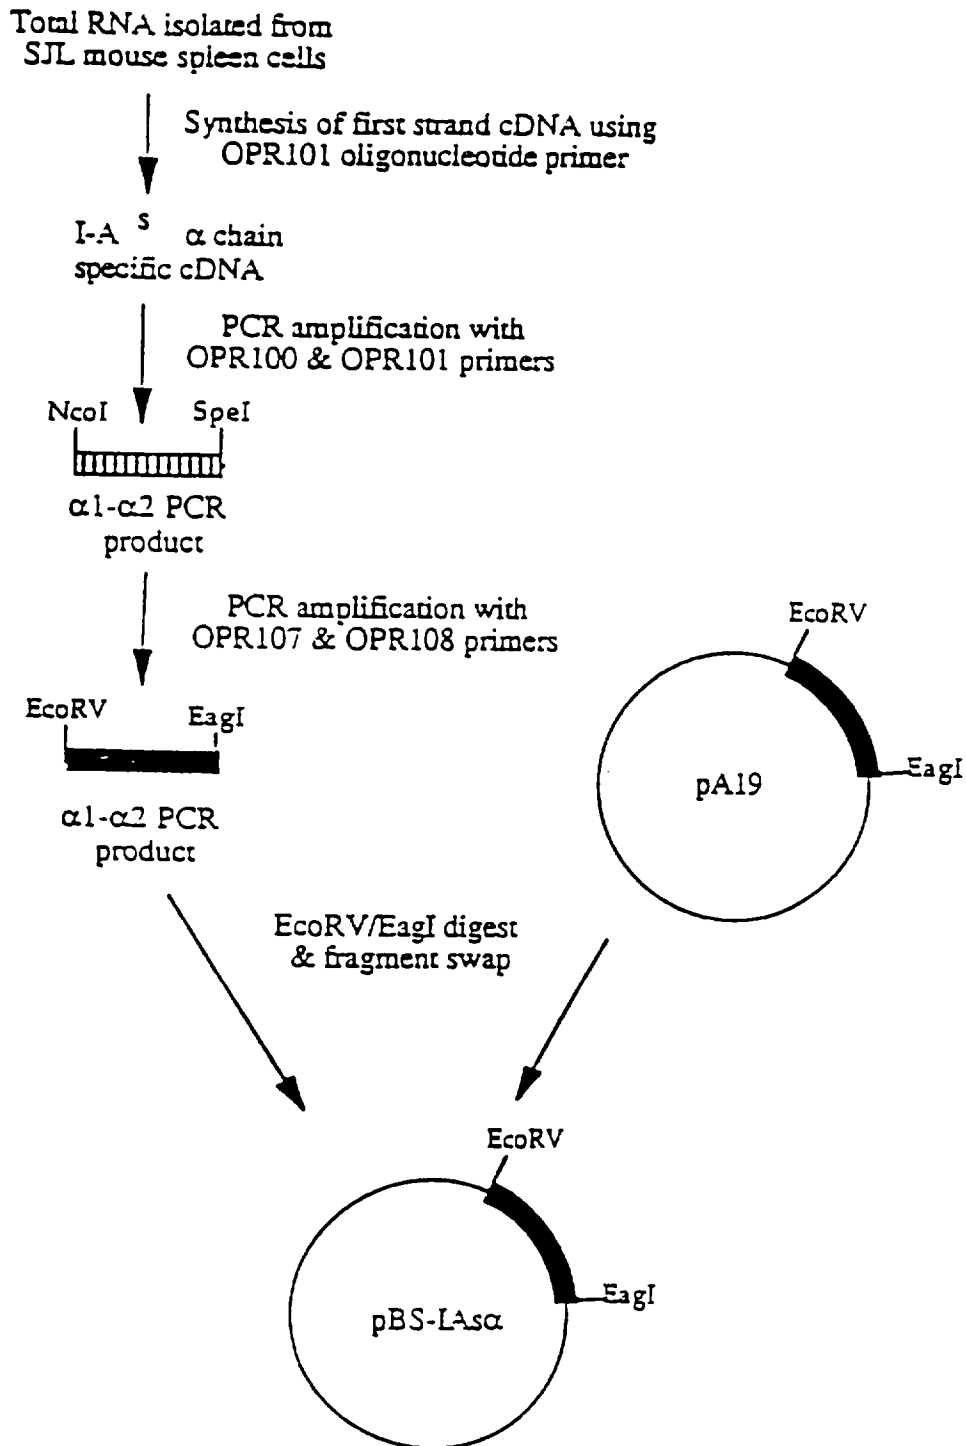 Total RNA isolated from
SJL mouse spleen cells
Synthesis of first strand cDNA using
OPR101 oligonucleotide primer
I-A s α chain
specific cDNA
PCR amplification with
OPR100 & OPR101 primers
NcoI SpeI
α1-α2 PCR
product
PCR amplification with
OPR107 & OPR108 primers
EcoRV EagI
α1-α2 PCR
product
EcoRV
EagI
pA19
EcoRV/EagI digest
& fragment swap
EcoRV
EagI
pBS-IAsα